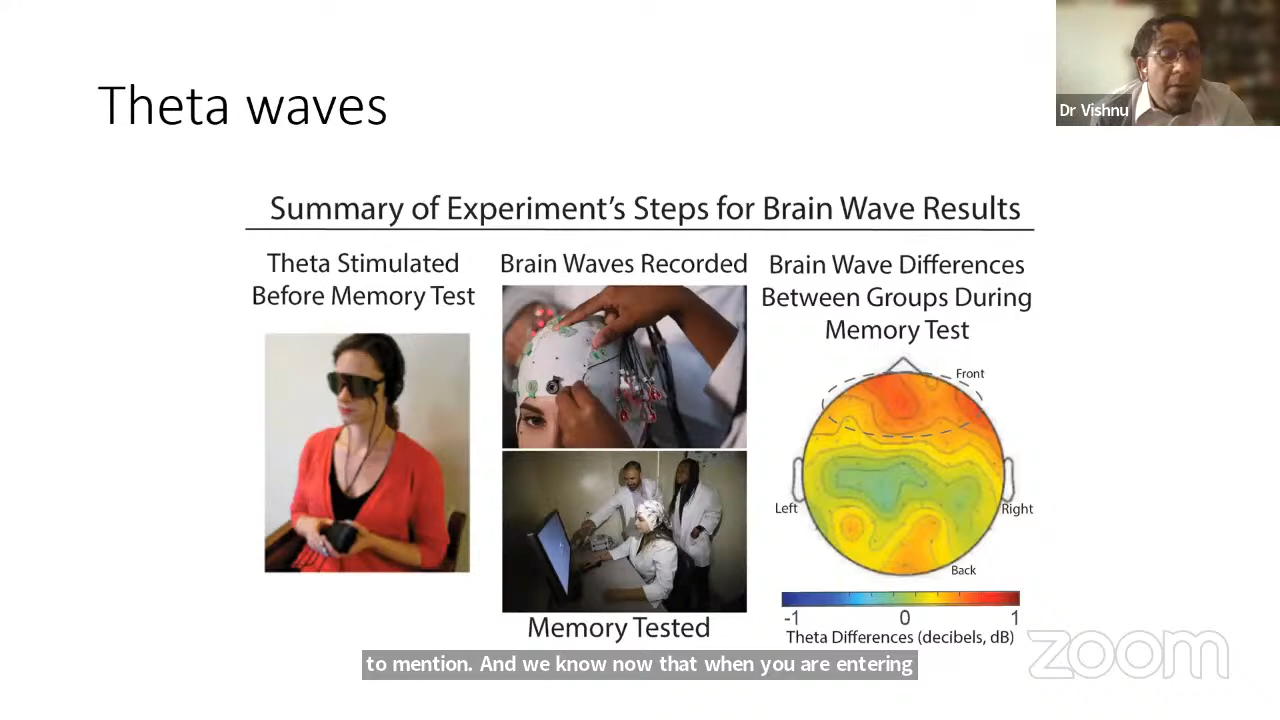 Theta waves
Dr Vishnu
Summary of Experiment's Steps for Brain Wave Results
Theta Stimulated
Before Memory Test
Brain Waves Recorded
Memory Tested
Brain Wave Differences
Between Groups During
Memory Test
Front
Left
Right
Back
-1 0 1
Theta Differences (decibels, dB)
zoom
to mention. And we know now that when you are entering